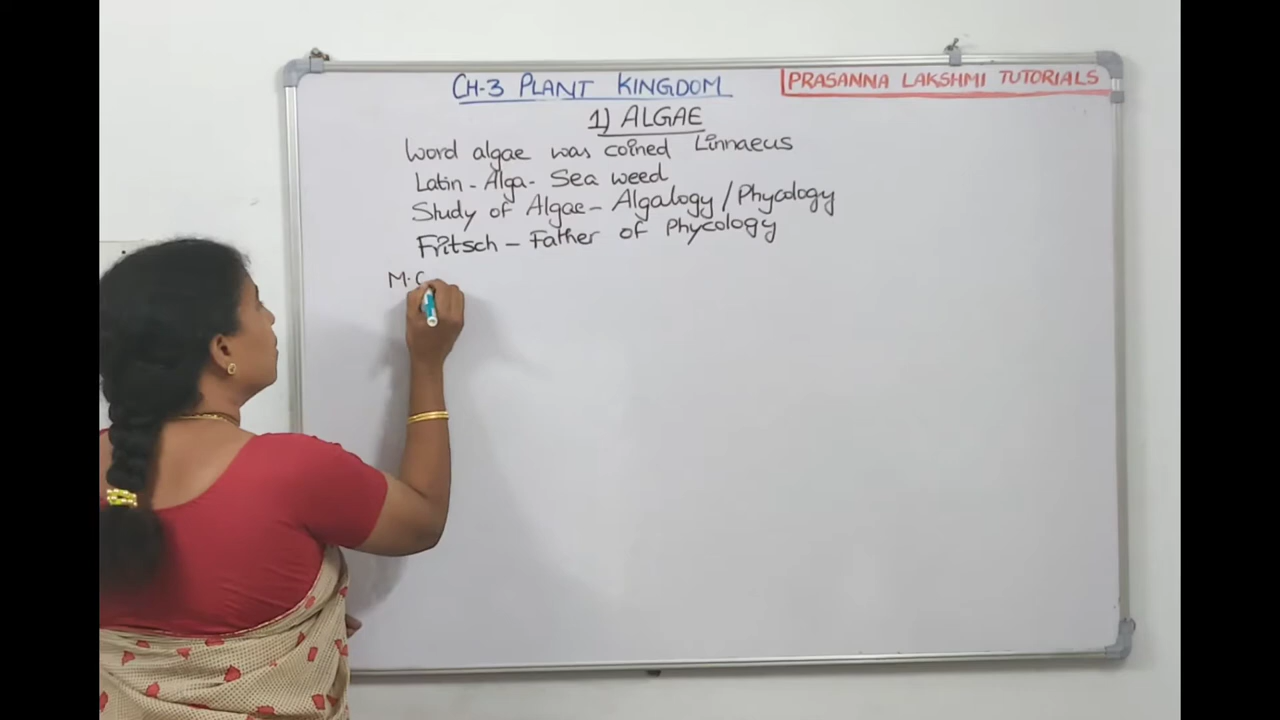 CH-3 PLANT KINGDOM
PRASANNA LAKSHMI TUTORIALS
1) ALGAE
Word algae was coined Linnaeus
Latin - Alga - Sea weed
Study of Algae - Algalogy / Phycology
Fritsch - Father of Phycology
M.O